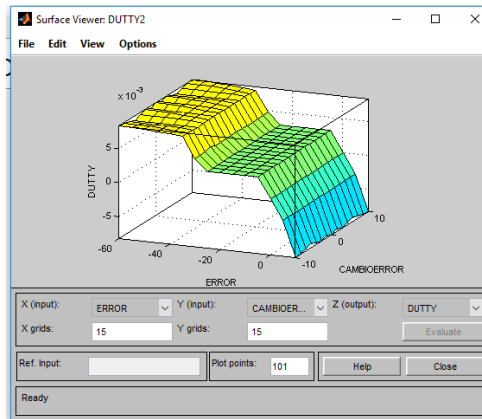 Surface Viewer: DUTTY2
File Edit View Options
x 10⁻³
5
0
-5
DUTTY
-60
-40
-20
0
ERROR
-10
0
10
CAMBIOERROR
X (input): ERROR Y (input): CAMBIOER... Z (output): DUTTY
X grids: 15 Y grids: 15 Evaluate
Ref. Input: Plot points: 101 Help Close
Ready